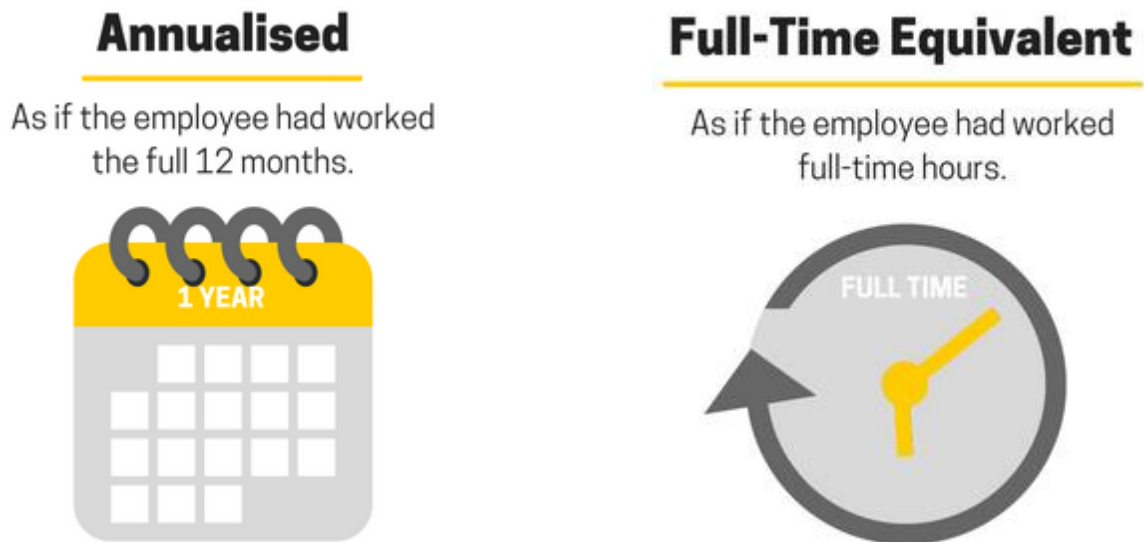 Annualised
As if the employee had worked
the full 12 months.
1 YEAR
Full-Time Equivalent
As if the employee had worked
full-time hours.
FULL TIME